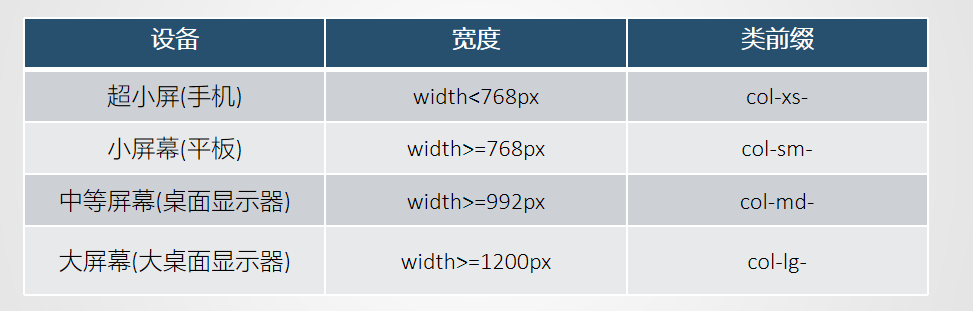 设备 宽度 类前缀
超小屏(手机) width<768px col-xs-
小屏幕(平板) width>=768px col-sm-
中等屏幕(桌面显示器) width>=992px col-md-
大屏幕(大桌面显示器) width>=1200px col-lg-